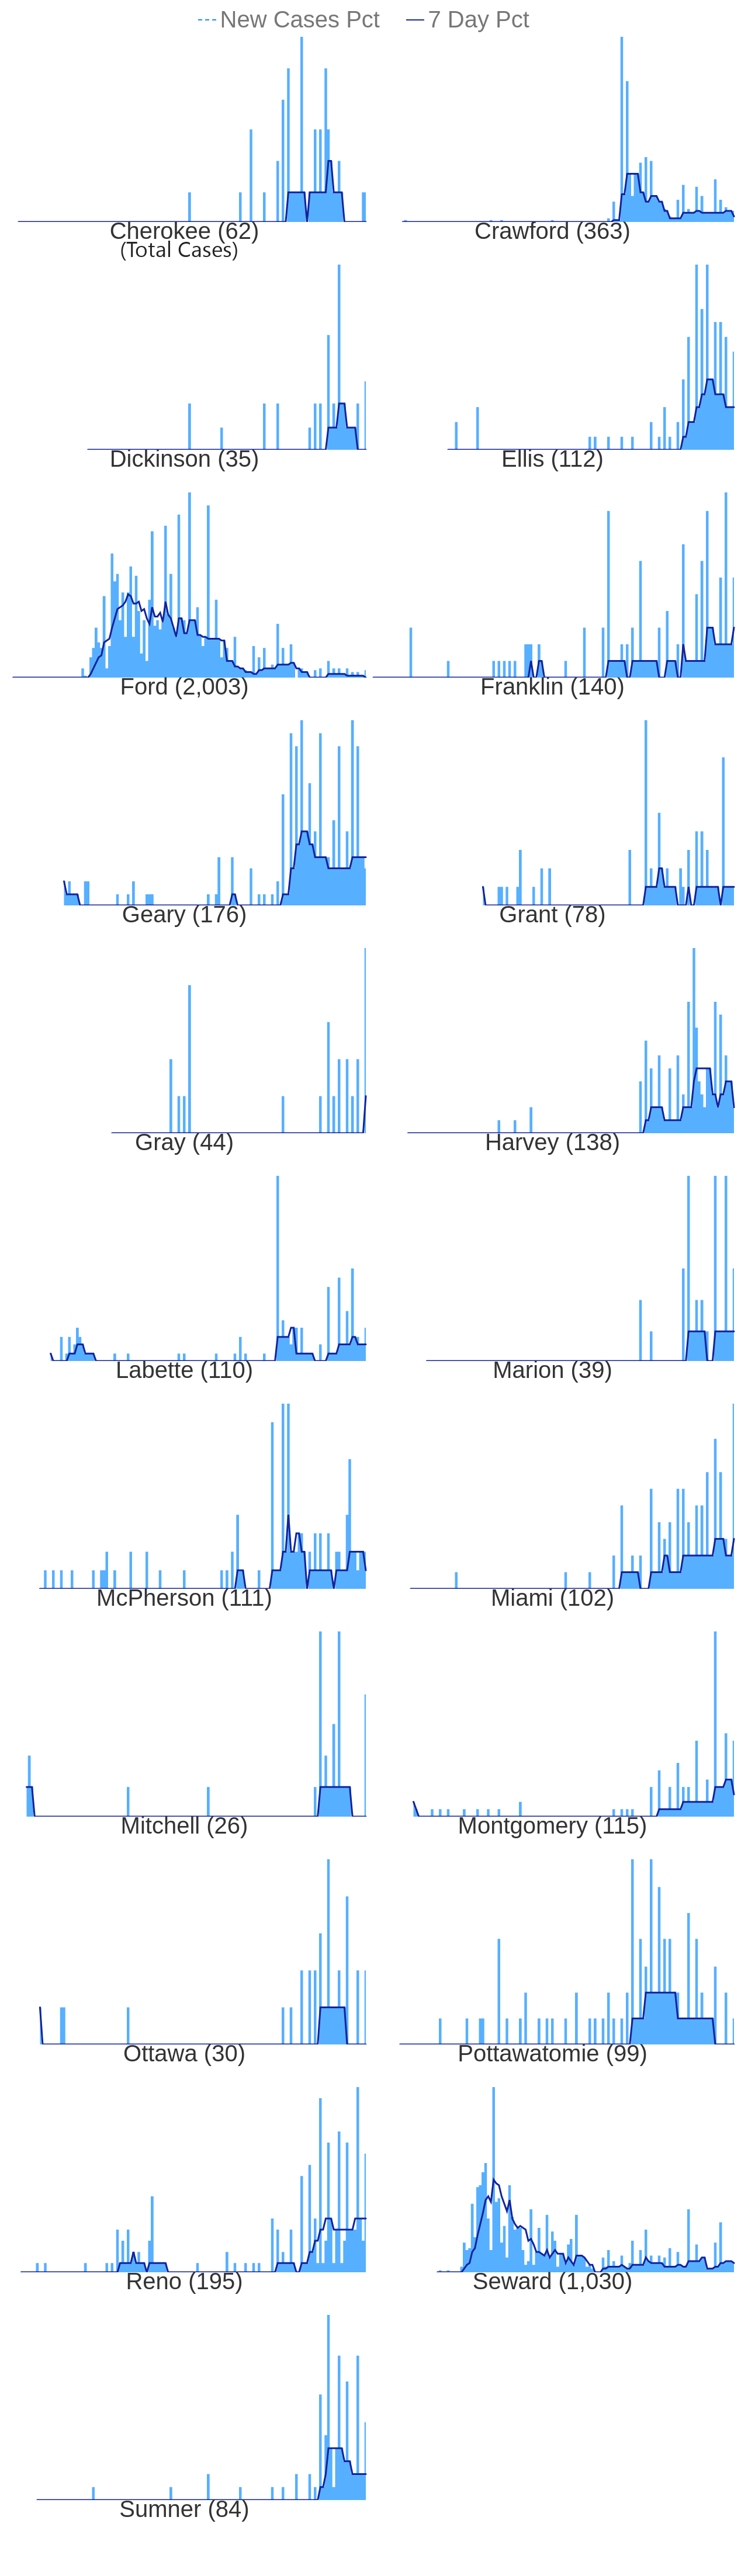 New Cases Pct 7 Day Pct
Cherokee (62) Crawford (363)
(Total Cases)
Dickinson (35) Ellis (112)
Ford (2,003) Franklin (140)
Geary (176) Grant (78)
Gray (44) Harvey (138)
Labette (110) Marion (39)
McPherson (111) Miami (102)
Mitchell (26) Montgomery (115)
Ottawa (30) Pottawatomie (99)
Reno (195) Seward (1,030)
Sumner (84)